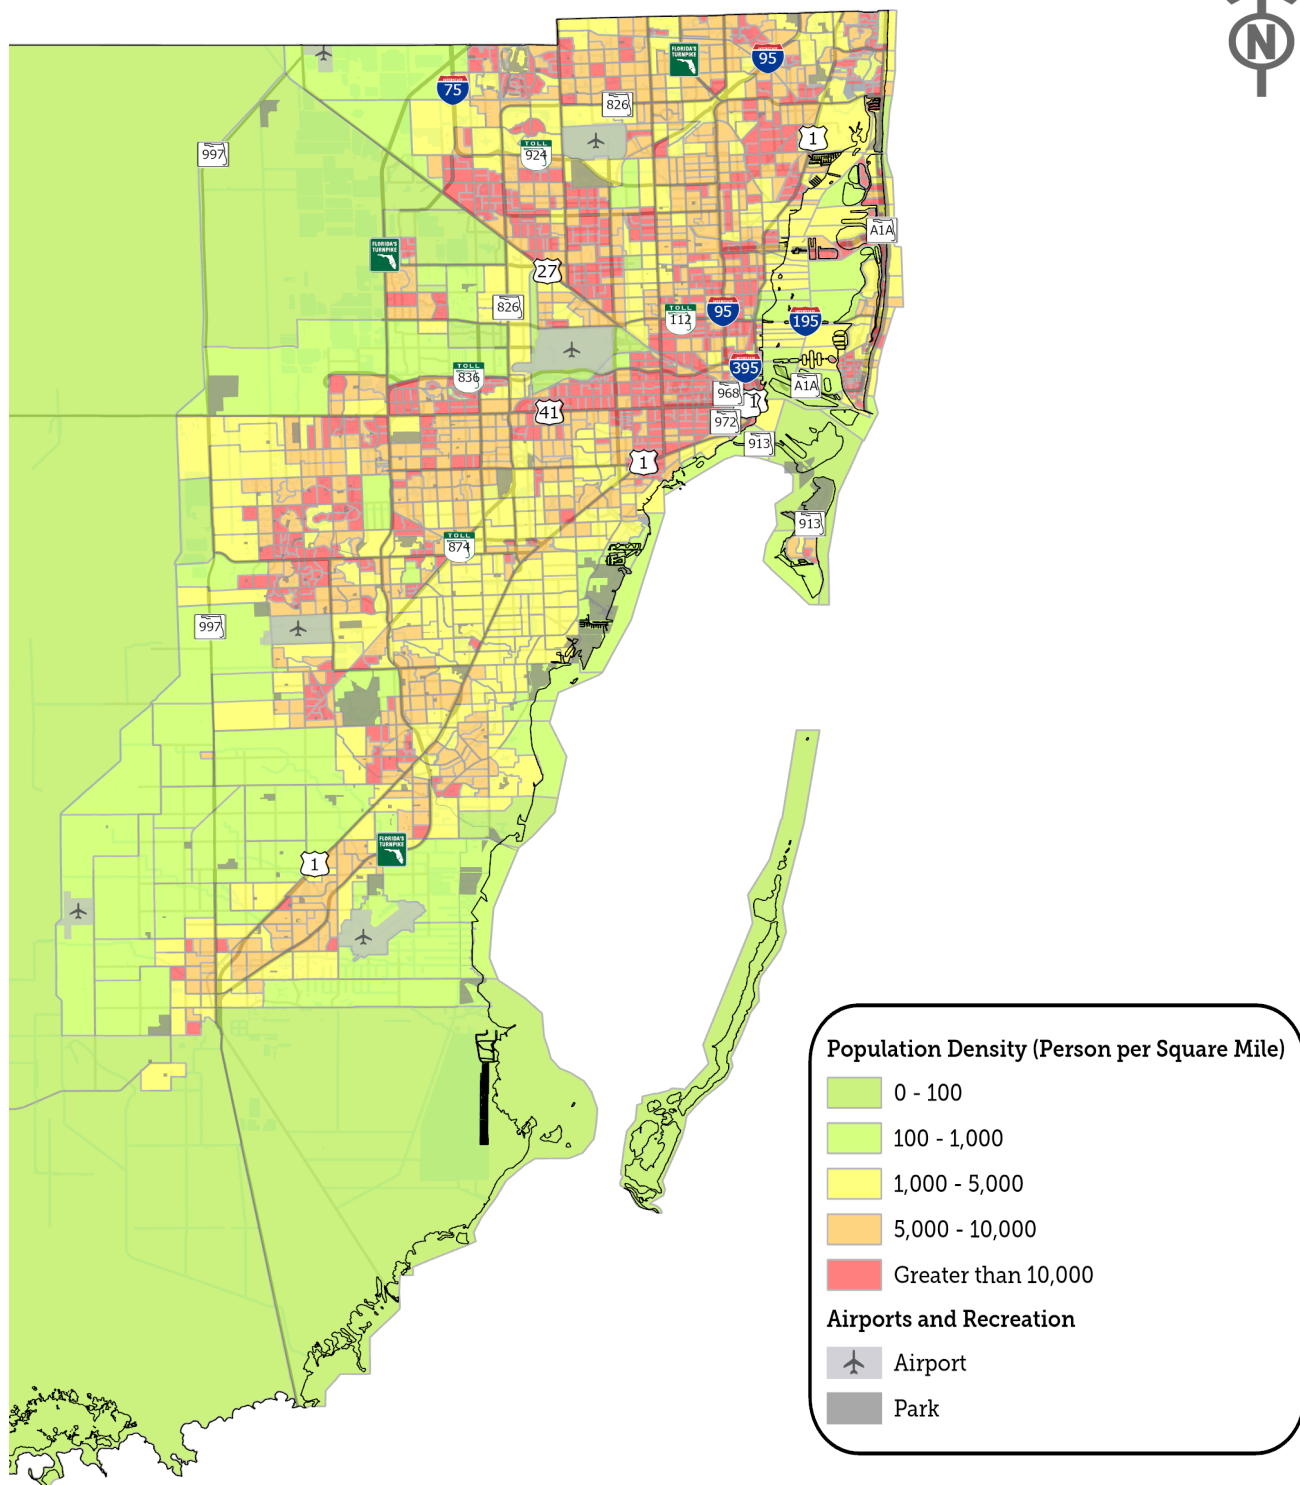 N
FLORIDA'S
TURNPIKE
95
75
826
1
TOLL
924
997
A1A
FLORIDA'S
TURNPIKE
27
826
TOLL
112
95
195
395
TOLL
836
A1A
968
1
41
972
913
1
913
TOLL
874
997
FLORIDA'S
TURNPIKE
1
Population Density (Person per Square Mile)
0 - 100
100 - 1,000
1,000 - 5,000
5,000 - 10,000
Greater than 10,000
Airports and Recreation
Airport
Park